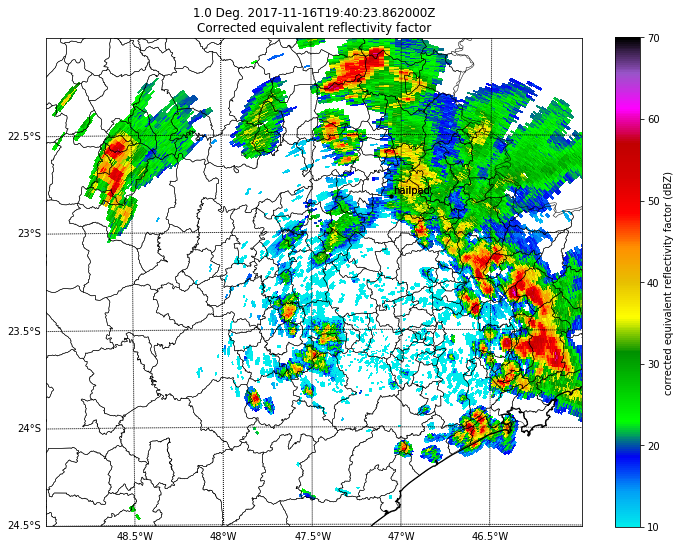 1.0 Deg. 2017-11-16T19:40:23.862000Z
Corrected equivalent reflectivity factor
70
60
50
40
30
20
10
corrected equivalent reflectivity factor (dBZ)
22.5°S
23°S
23.5°S
24°S
24.5°S
hailpad
48.5°W
48°W
47.5°W
47°W
46.5°W